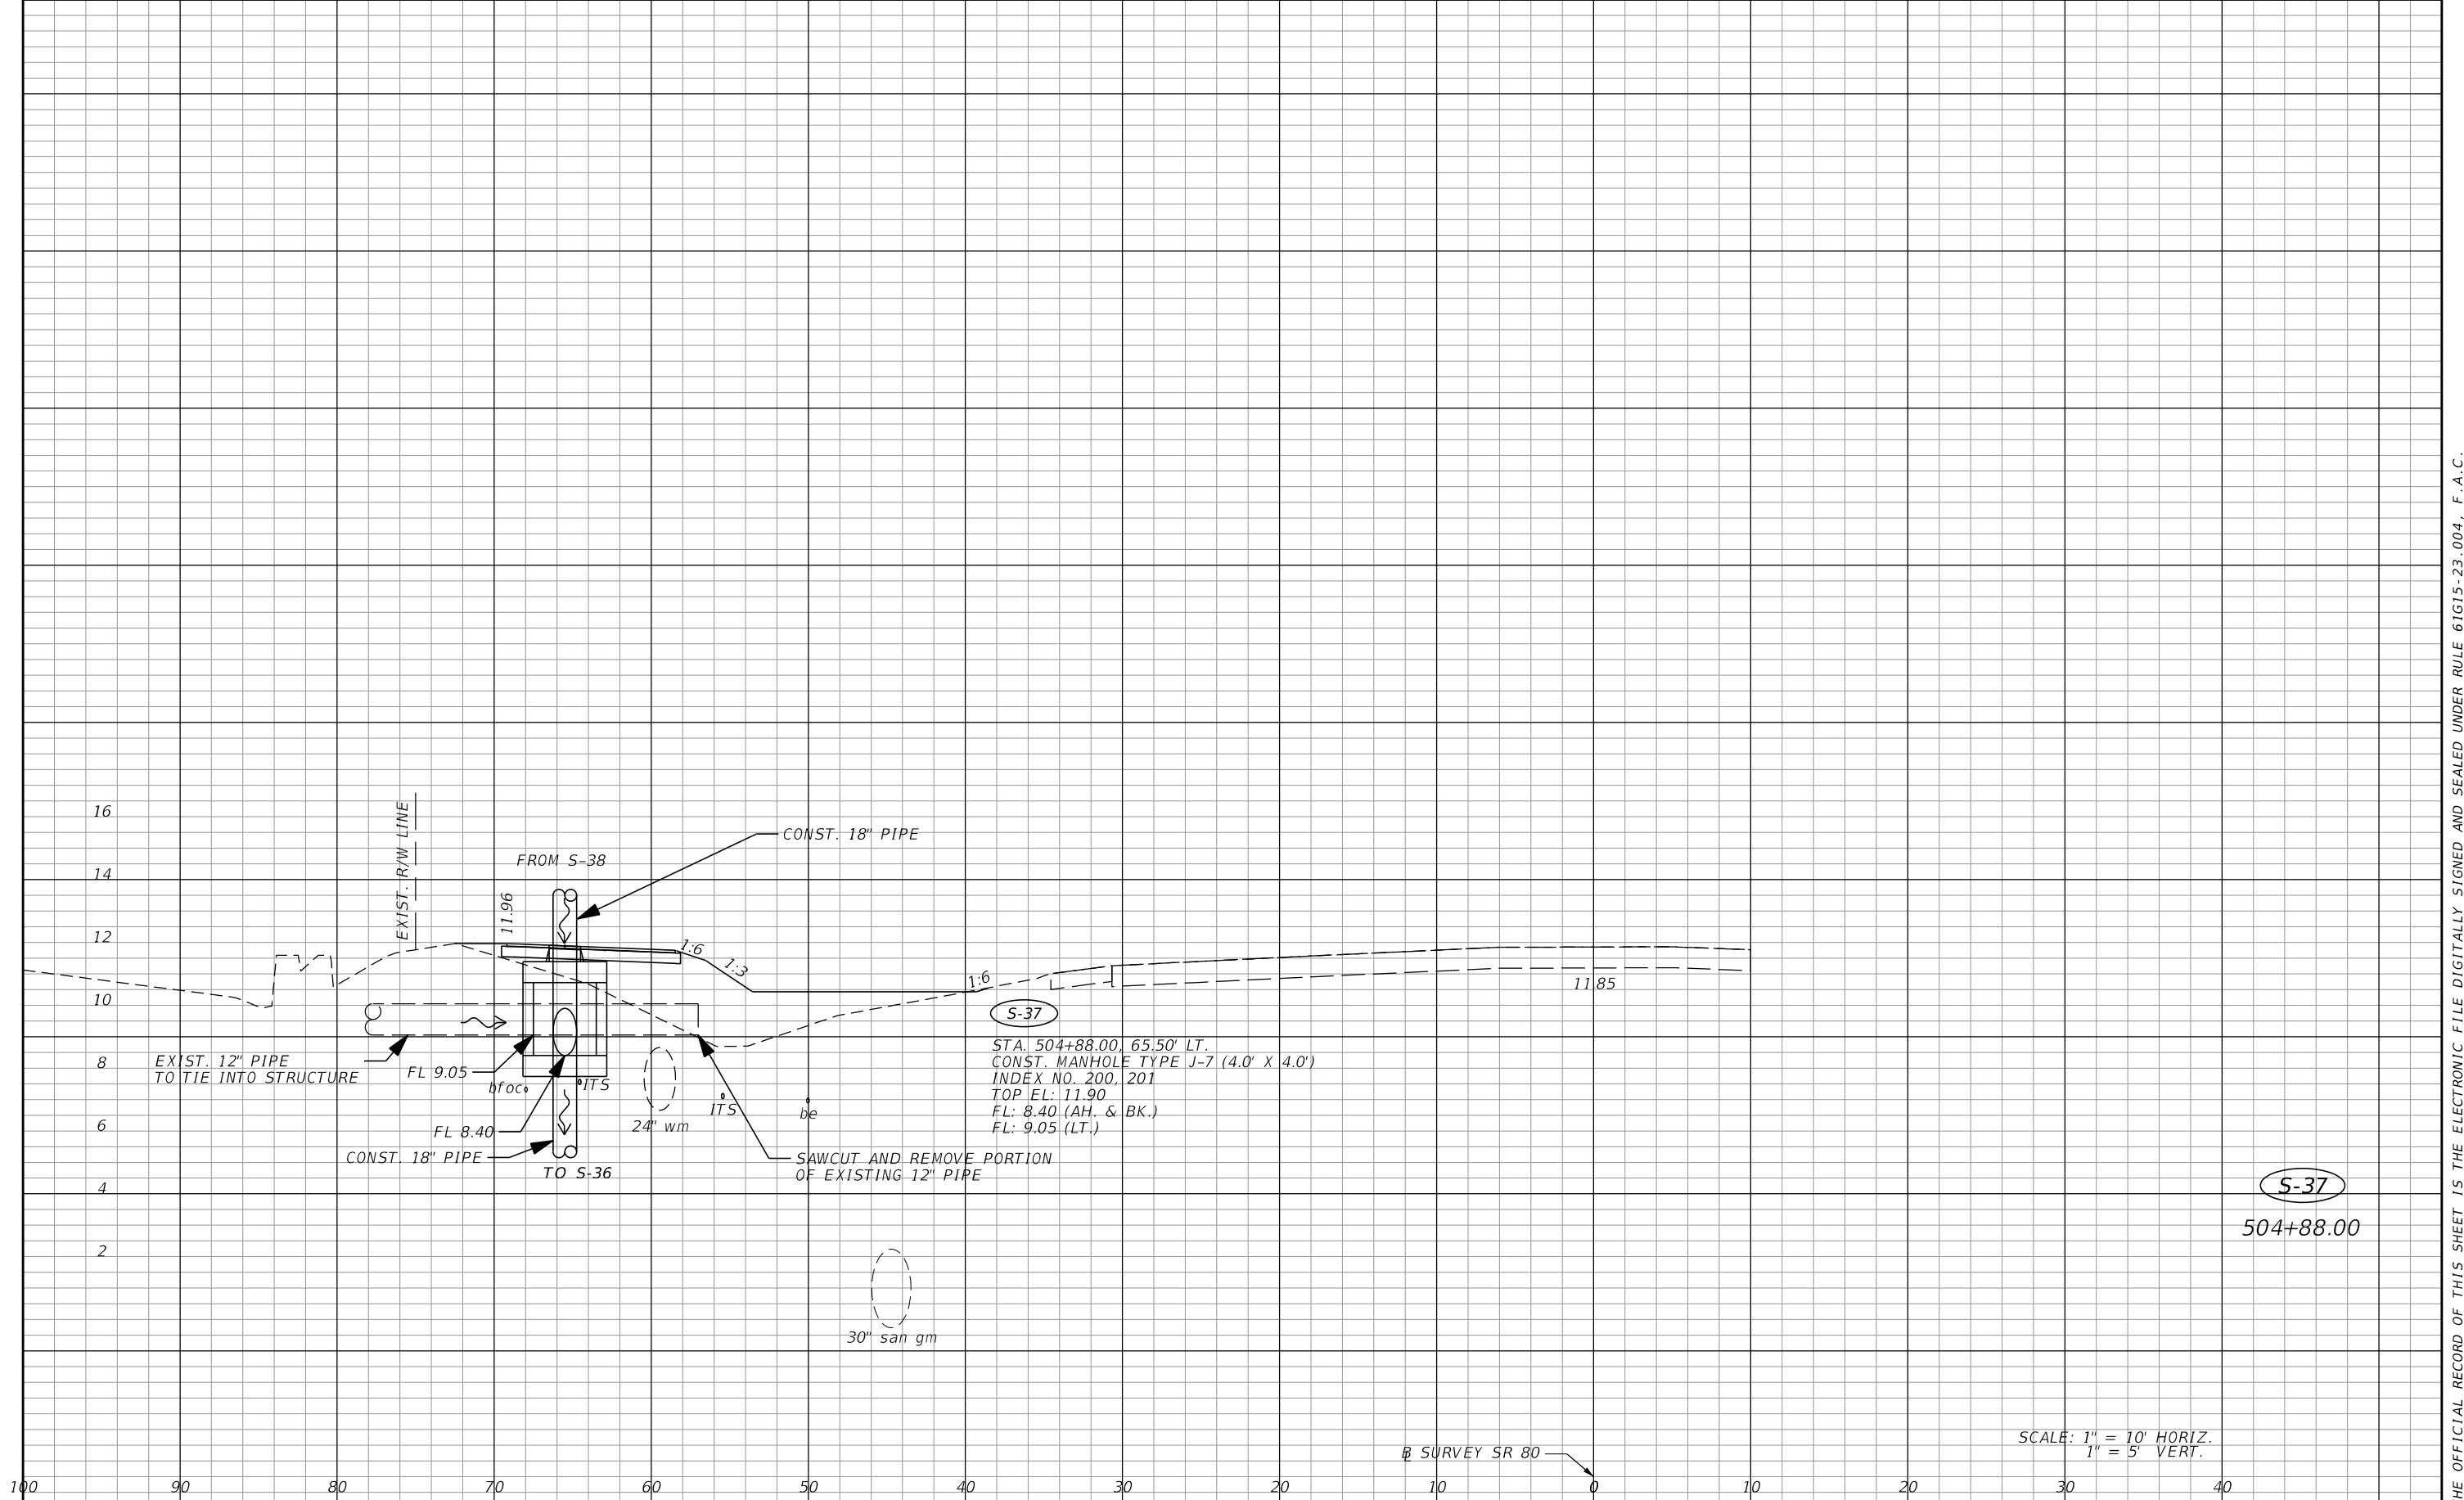 16
14
12
10
8
6
4
2
EXIST. R/W LINE
11.96
FROM S-38
CONST. 18" PIPE
1:6
1:3
1:6
EXIST. 12" PIPE
TO TIE INTO STRUCTURE
FL 9.05
bfoc
ITS
FL 8.40
CONST. 18" PIPE
TO S-36
24" wm
ITS
be
SAWCUT AND REMOVE PORTION
OF EXISTING 12" PIPE
30" san gm
S-37
STA. 504+88.00, 65.50' LT.
CONST. MANHOLE TYPE J-7 (4.0' X 4.0')
INDEX NO. 200, 201
TOP EL: 11.90
FL: 8.40 (AH. & BK.)
FL: 9.05 (LT.)
11.85
S-37
504+88.00
SCALE: 1" = 10' HORIZ.
1" = 5' VERT.
BL SURVEY SR 80
100 90 80 70 60 50 40 30 20 10 0 10 20 30 40
HE OFFICIAL RECORD OF THIS SHEET IS THE ELECTRONIC FILE DIGITALLY SIGNED AND SEALED UNDER RULE 61G15-23.004, F.A.C.